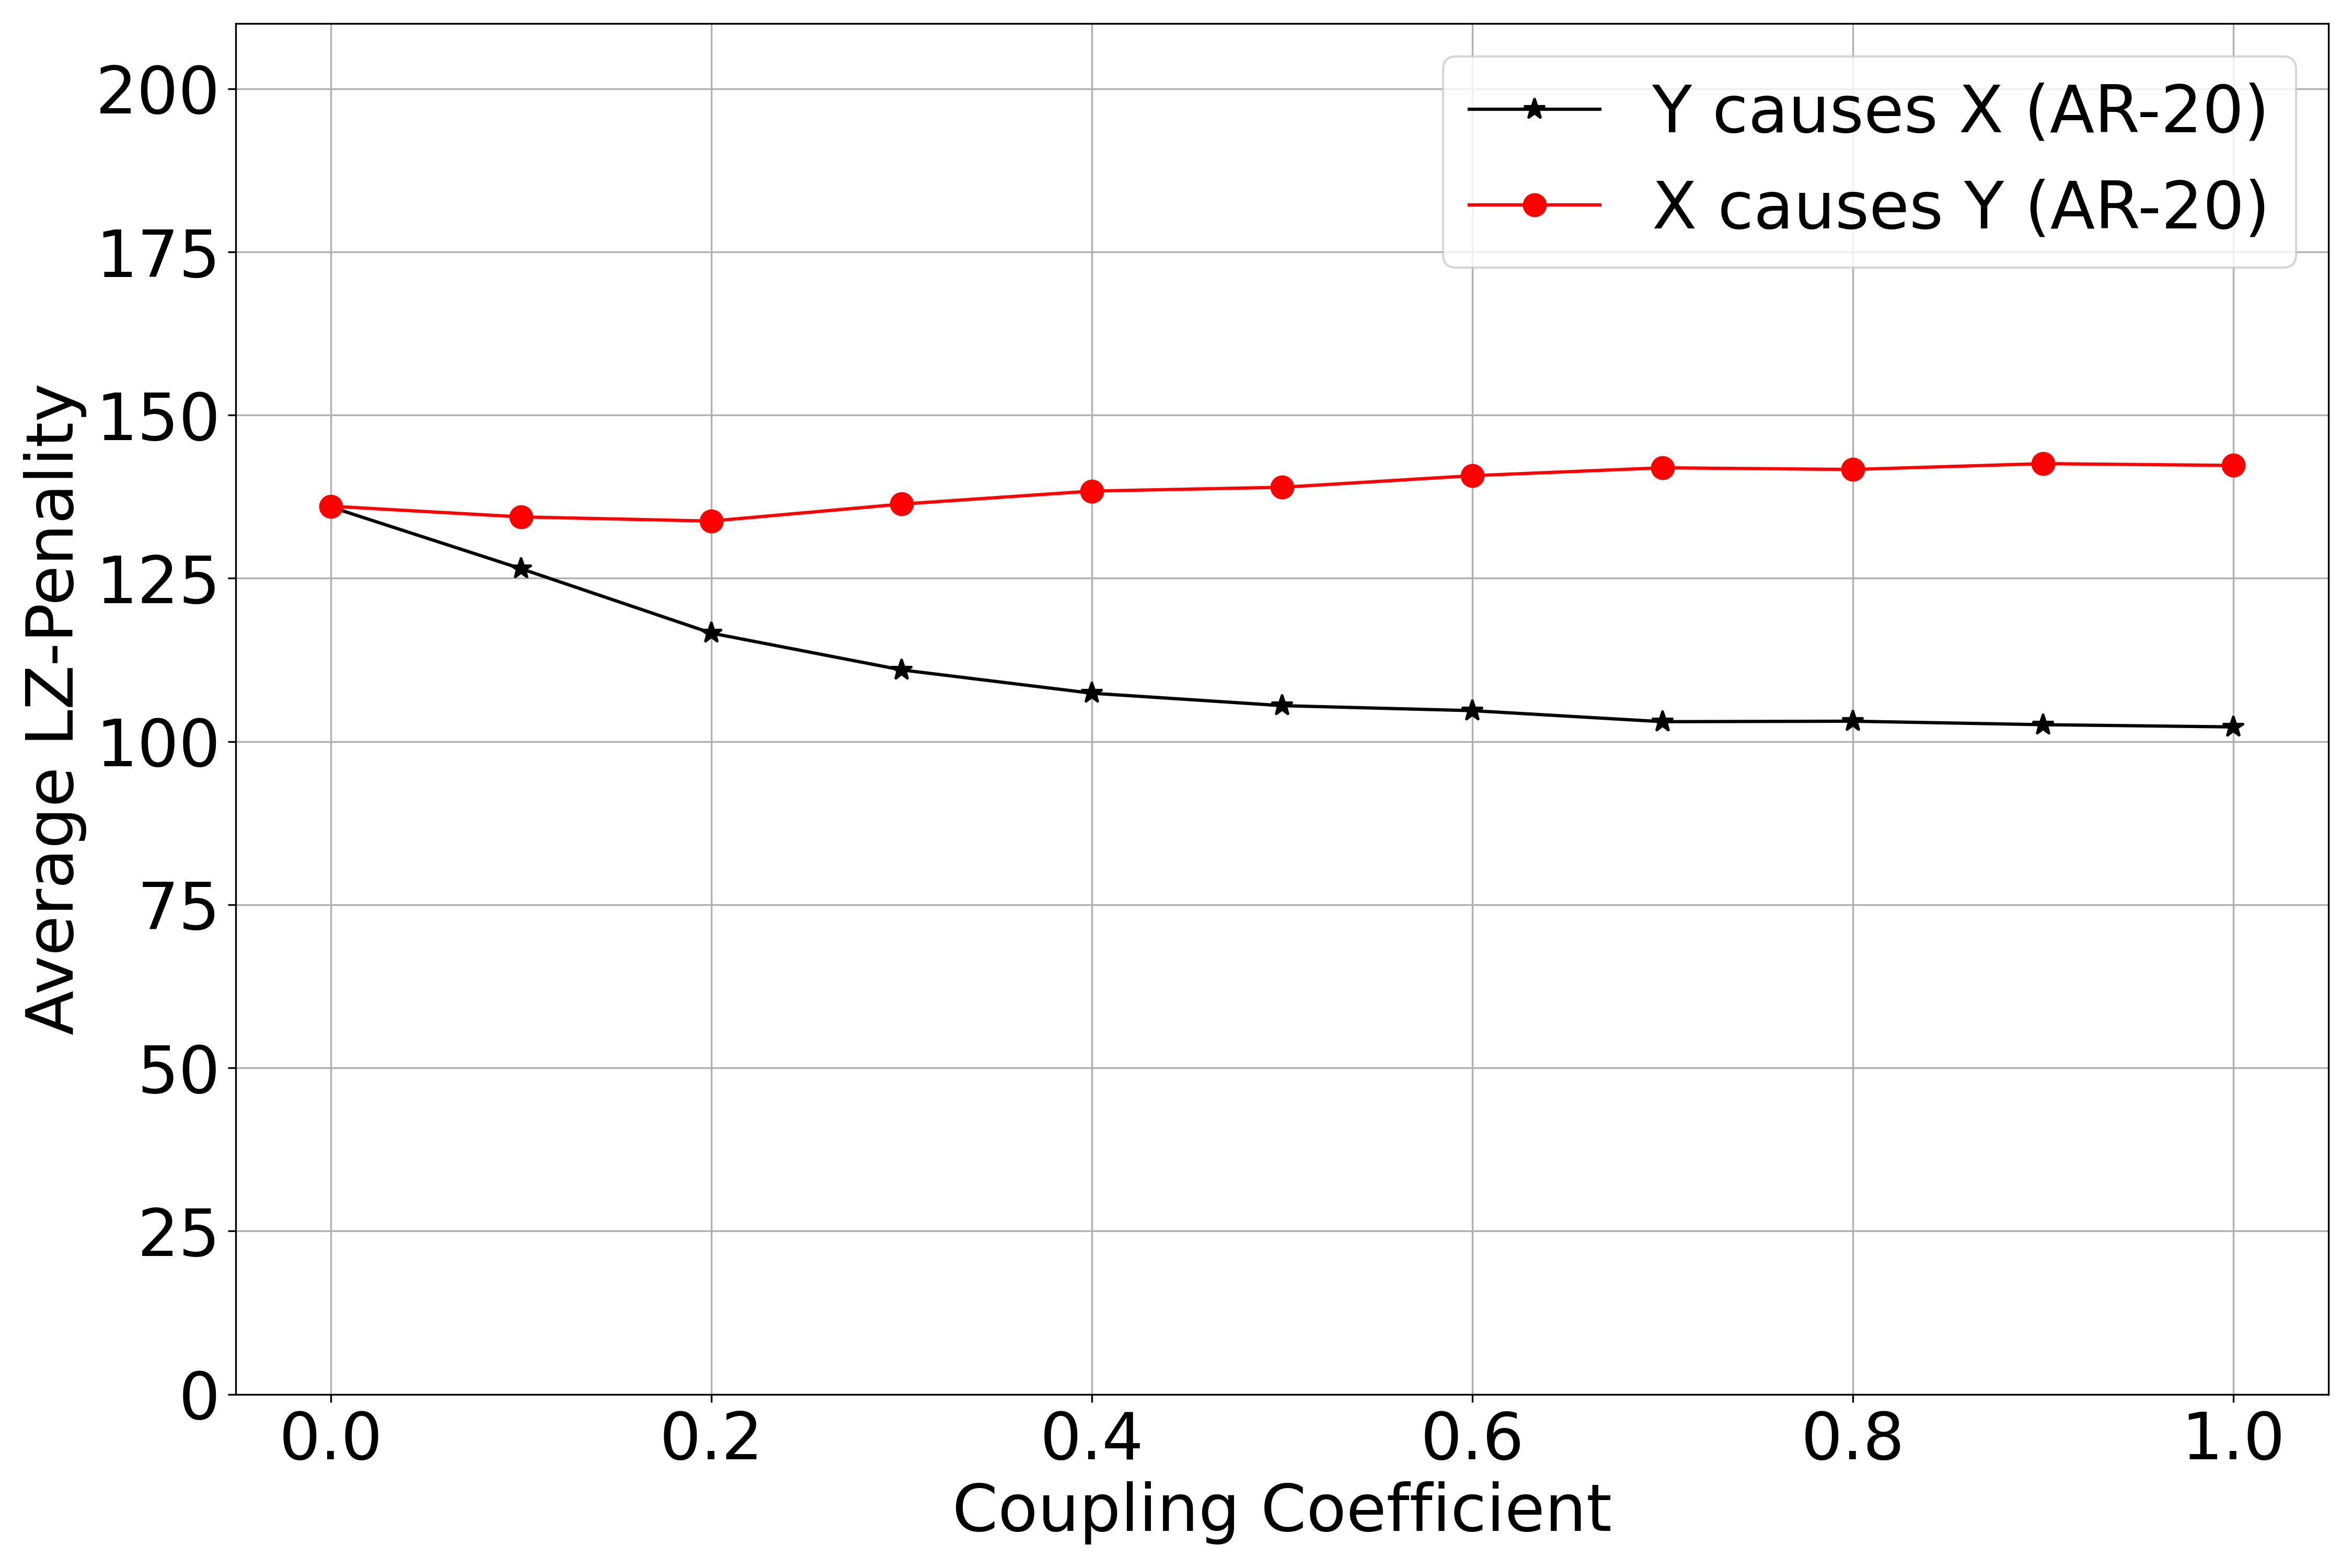 Y causes X (AR-20)
X causes Y (AR-20)
Average LZ-Penality
200
175
150
125
100
75
50
25
0
0.0 0.2 0.4 0.6 0.8 1.0
Coupling Coefficient